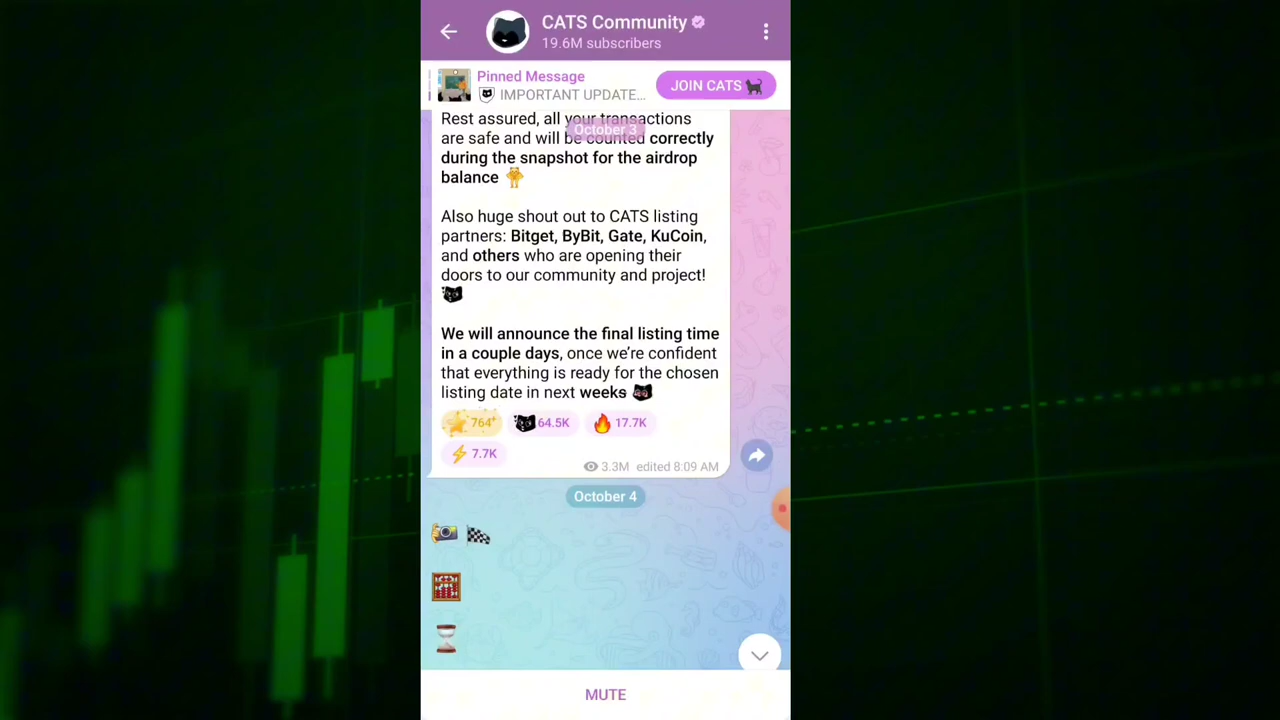 CATS Community
19.6M subscribers
Pinned Message
IMPORTANT UPDATE...
JOIN CATS
Rest assured, all your transactions
October 3
are safe and will be counted correctly
during the snapshot for the airdrop
balance
Also huge shout out to CATS listing
partners: Bitget, ByBit, Gate, KuCoin,
and others who are opening their
doors to our community and project!
We will announce the final listing time
in a couple days, once we're confident
that everything is ready for the chosen
listing date in next weeks
764
64.5K
17.7K
7.7K
3.3M edited 8:09 AM
October 4
MUTE